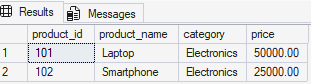 Results Messages
product_id product_name category price
1 101 Laptop Electronics 50000.00
2 102 Smartphone Electronics 25000.00